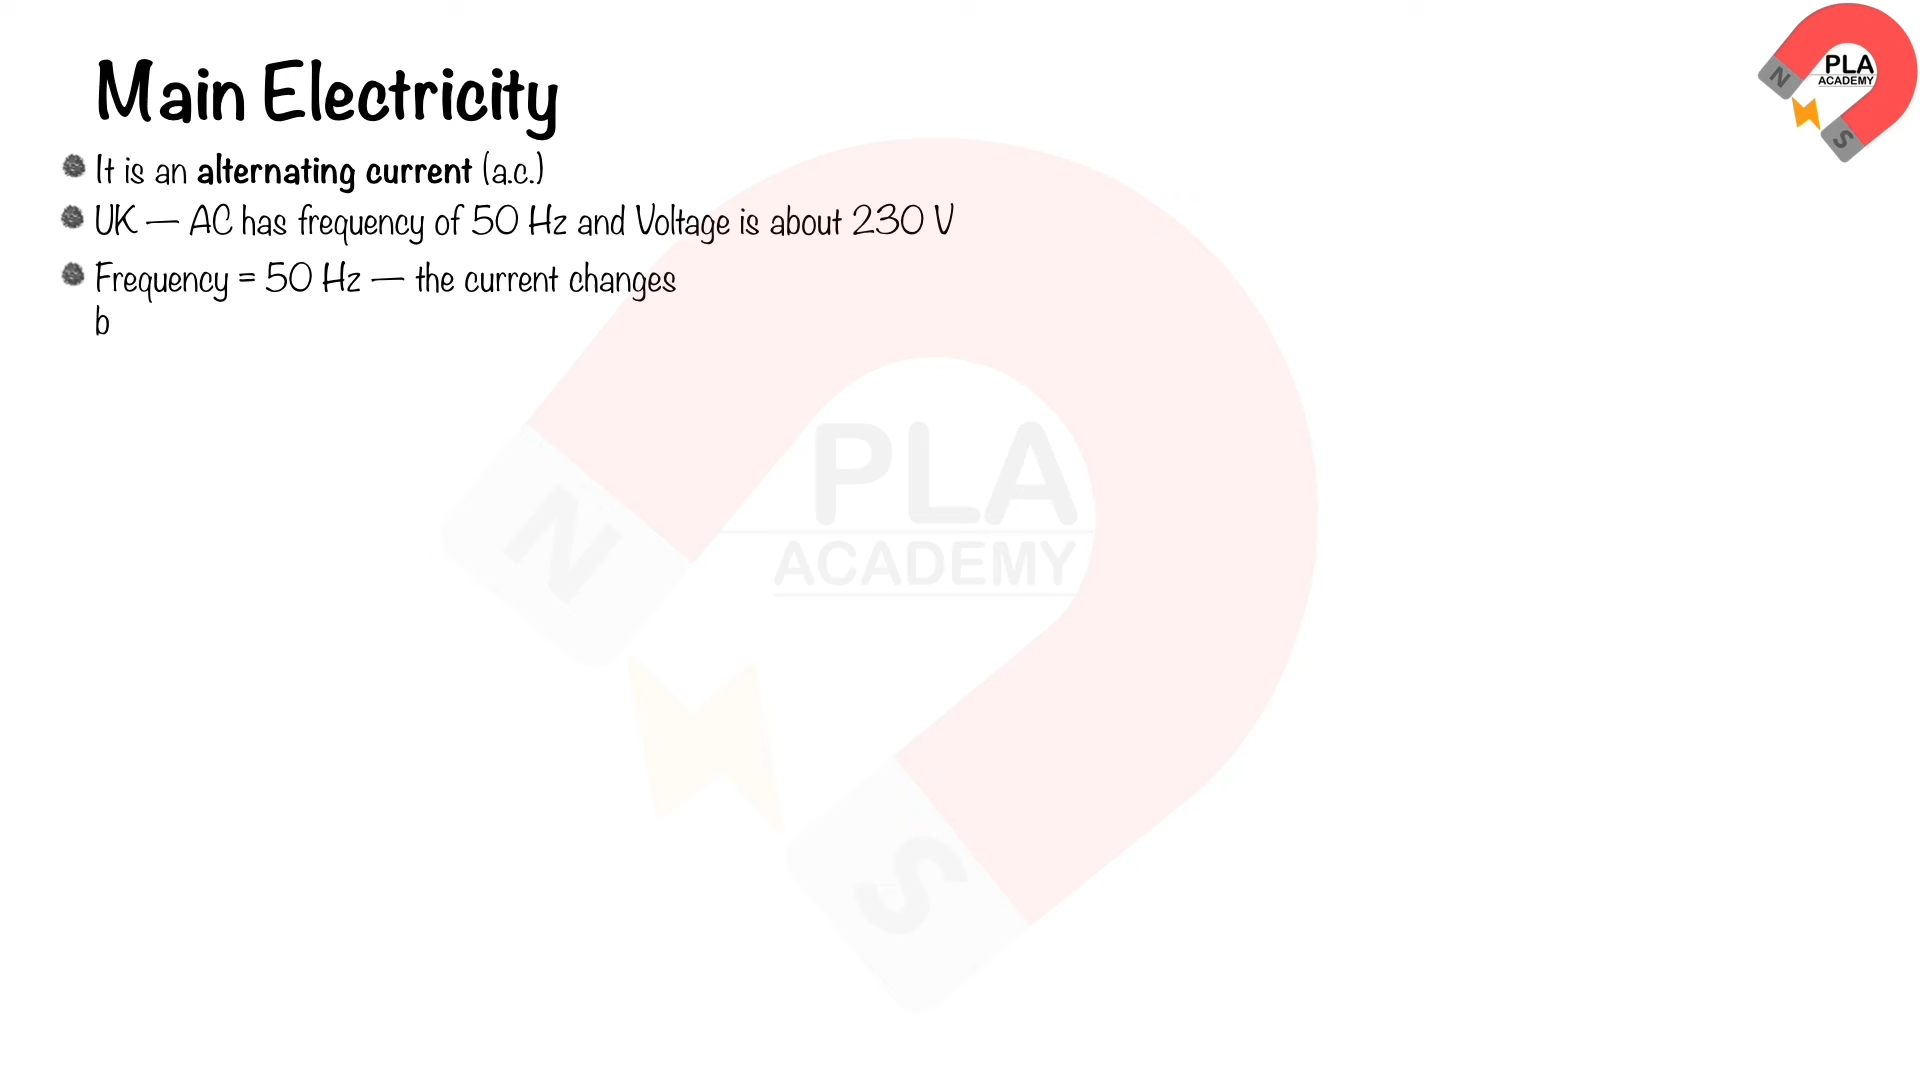 Main Electricity
It is an alternating current (a.c.)
UK — AC has frequency of 50 Hz and Voltage is about 230 V
Frequency = 50 Hz — the current changes
b
N
PLA
ACADEMY
S
PLA
ACADEMY
N
S